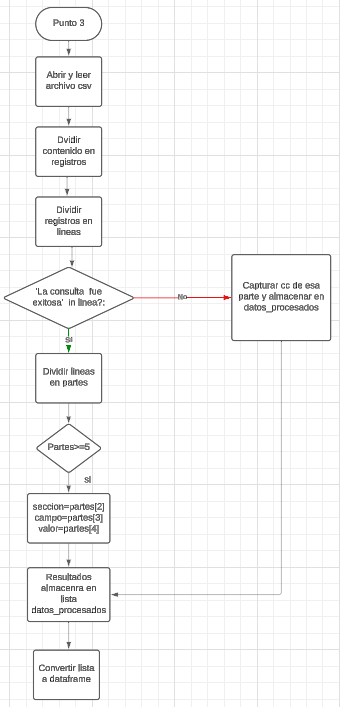 Punto 3
Abrir y leer
archivo csv
Dvidir
contenido en
registros
Dividir
registros en
lineas
'La consulta fue
exitosa' in linea?:
No
Capturar cc de esa
parte y almacenar en
datos_procesados
SI
Dividir lineas
en partes
Partes>=5
SI
seccion=partes[2]
campo=partes[3]
valor=partes[4]
Resultados
almacenra en
lista
datos_procesados
Convertir lista
a dataframe